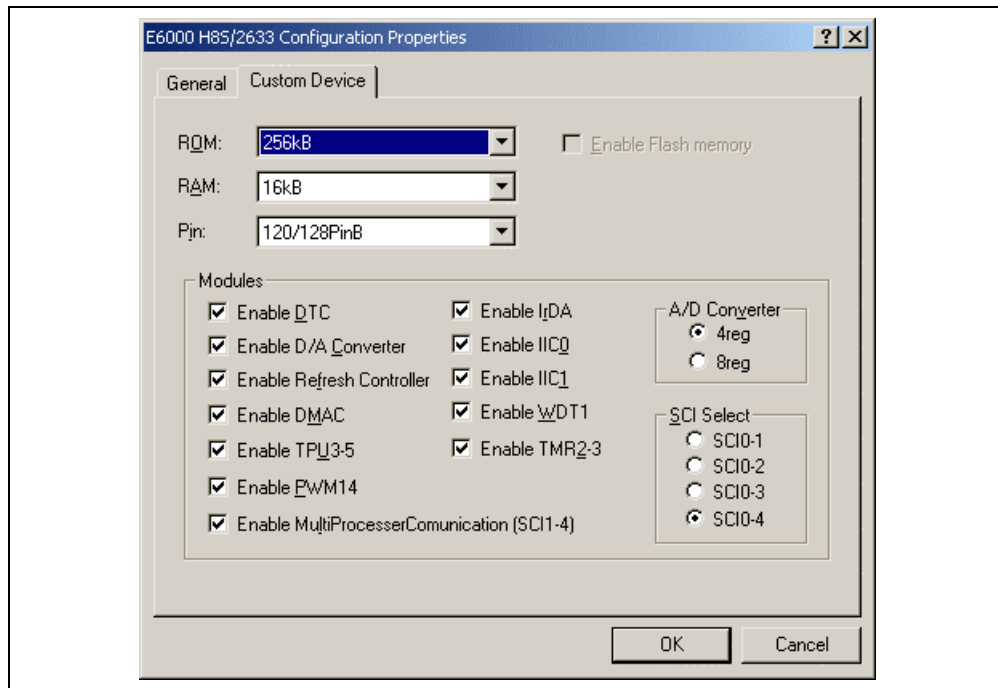 E6000 H8S/2633 Configuration Properties
General
Custom Device
ROM:
256kB
Enable Flash memory
RAM:
16kB
Pin:
120/128PinB
Modules
Enable DTC
Enable D/A Converter
Enable Refresh Controller
Enable DMAC
Enable TPU3-5
Enable PWM14
Enable MultiProcesserComunication (SCI1-4)
Enable IrDA
Enable IIC0
Enable IIC1
Enable WDT1
Enable TMR2-3
A/D Converter
4reg
8reg
SCI Select
SCI0-1
SCI0-2
SCI0-3
SCI0-4
OK
Cancel